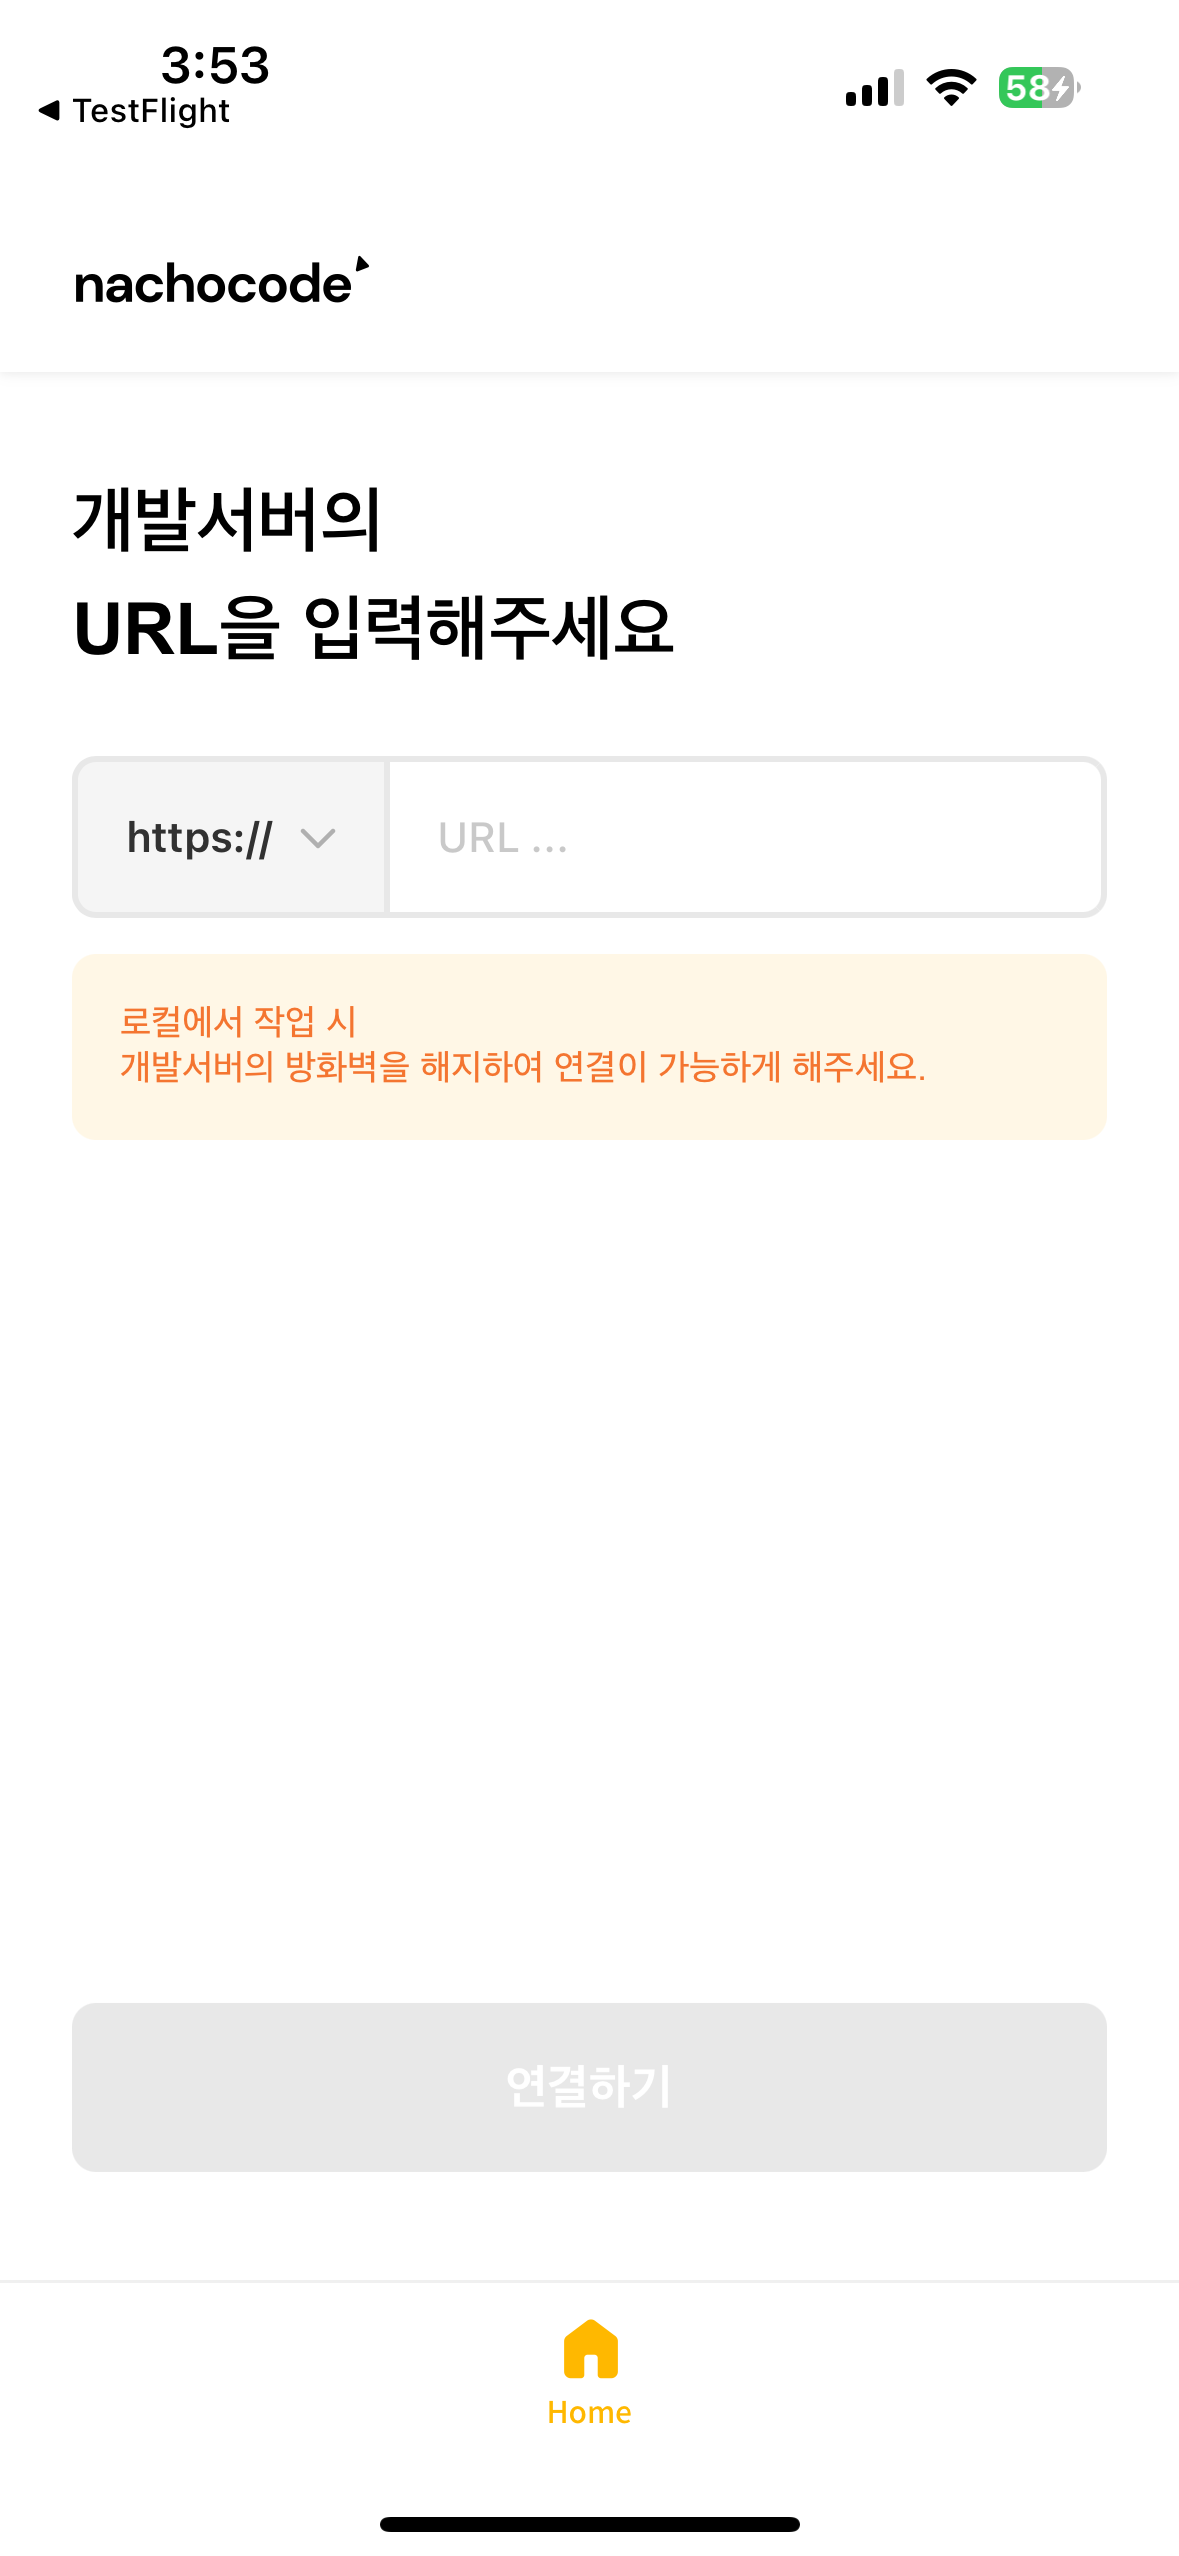 3:53
TestFlight
58
nachocode
개발서버의
URL을 입력해주세요
https://
URL ...
로컬에서 작업 시
개발서버의 방화벽을 해지하여 연결이 가능하게 해주세요.
연결하기
Home